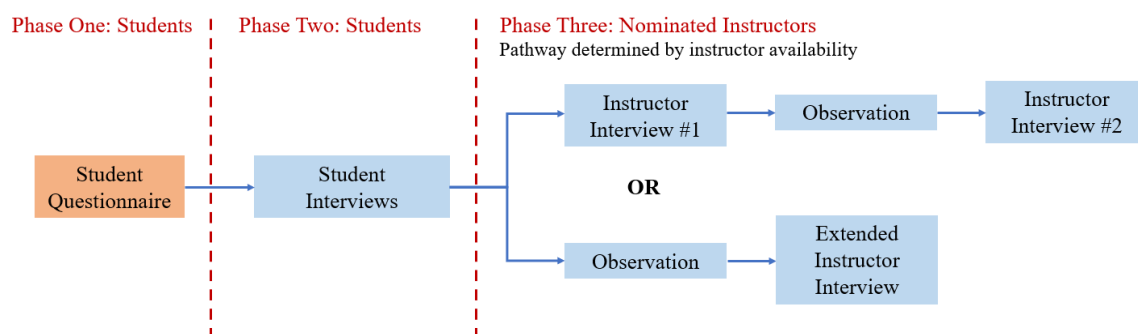 Phase One: Students
Phase Two: Students
Phase Three: Nominated Instructors
Pathway determined by instructor availability
Student
Questionnaire
Student
Interviews
Instructor
Interview #1
Observation
Instructor
Interview #2
OR
Observation
Extended
Instructor
Interview